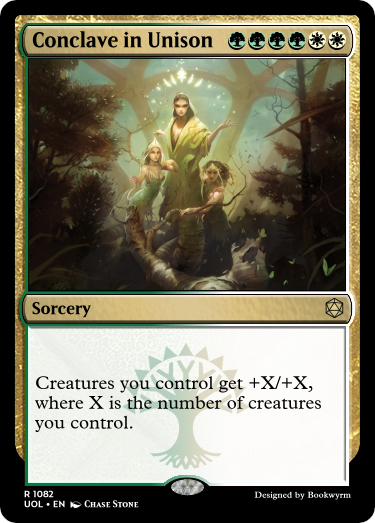 Conclave in Unison
Sorcery
Creatures you control get +X/+X,
where X is the number of creatures
you control.
R 1082
UOL • EN Chase Stone
Designed by Bookwyrm